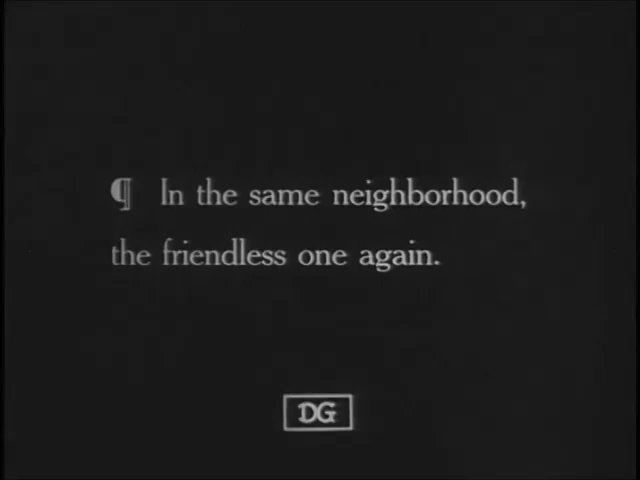 ¶ In the same neighborhood,
the friendless one again.
DG